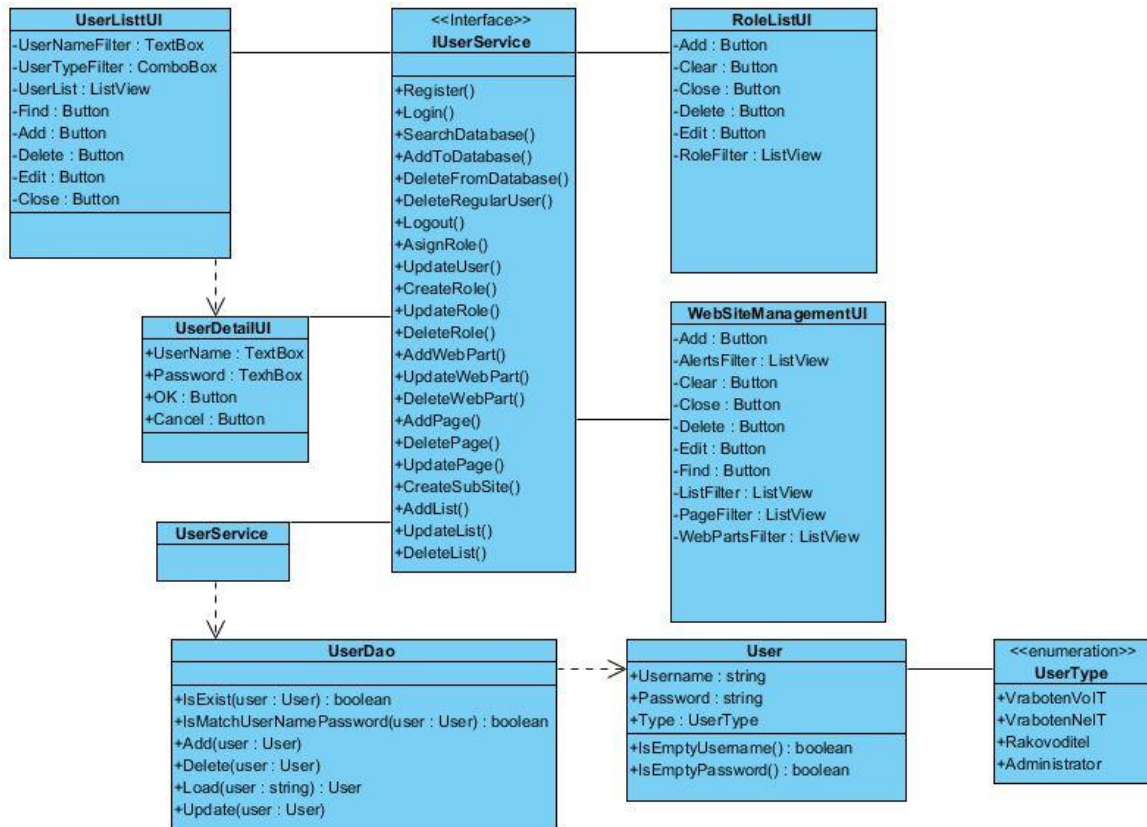 UserListtUI
-UserNameFilter : TextBox
-UserTypeFilter : ComboBox
-UserList : ListView
-Find : Button
-Add : Button
-Delete : Button
-Edit : Button
-Close : Button
<<Interface>>
IUserService
+Register()
+Login()
+SearchDatabase()
+AddToDatabase()
+DeleteFromDatabase()
+DeleteRegularUser()
+Logout()
+AsignRole()
+UpdateUser()
+CreateRole()
+UpdateRole()
+DeleteRole()
+AddWebPart()
+UpdateWebPart()
+DeleteWebPart()
+AddPage()
+DeletePage()
+UpdatePage()
+CreateSubSite()
+AddList()
+UpdateList()
+DeleteList()
RoleListUI
-Add : Button
-Clear : Button
-Close : Button
-Delete : Button
-Edit : Button
-RoleFilter : ListView
UserDetailUI
+UserName : TextBox
+Password : TexhBox
+OK : Button
+Cancel : Button
WebSiteManagementUI
-Add : Button
-AlertsFilter : ListView
-Clear : Button
-Close : Button
-Delete : Button
-Edit : Button
-Find : Button
-ListFilter : ListView
-PageFilter : ListView
-WebPartsFilter : ListView
UserService
UserDao
+IsExist(user : User) : boolean
+IsMatchUserNamePassword(user : User) : boolean
+Add(user : User)
+Delete(user : User)
+Load(user : string) : User
+Update(user : User)
User
+Username : string
+Password : string
+Type : UserType
+IsEmptyUsername() : boolean
+IsEmptyPassword() : boolean
<<enumeration>>
UserType
+VrabotenVoIT
+VrabotenNeIT
+Rakovoditel
+Administrator